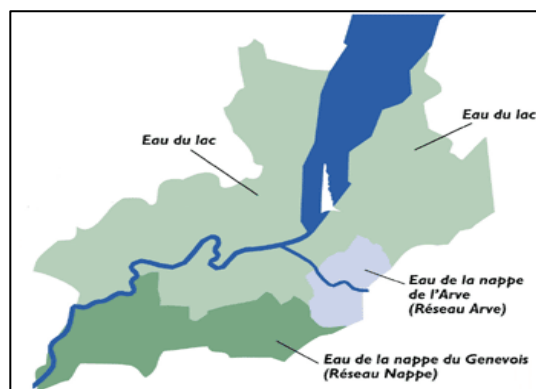 Eau du lac
Eau du lac
Eau de la nappe
de l'Arve
(Réseau Arve)
Eau de la nappe du Genevois
(Réseau Nappe)